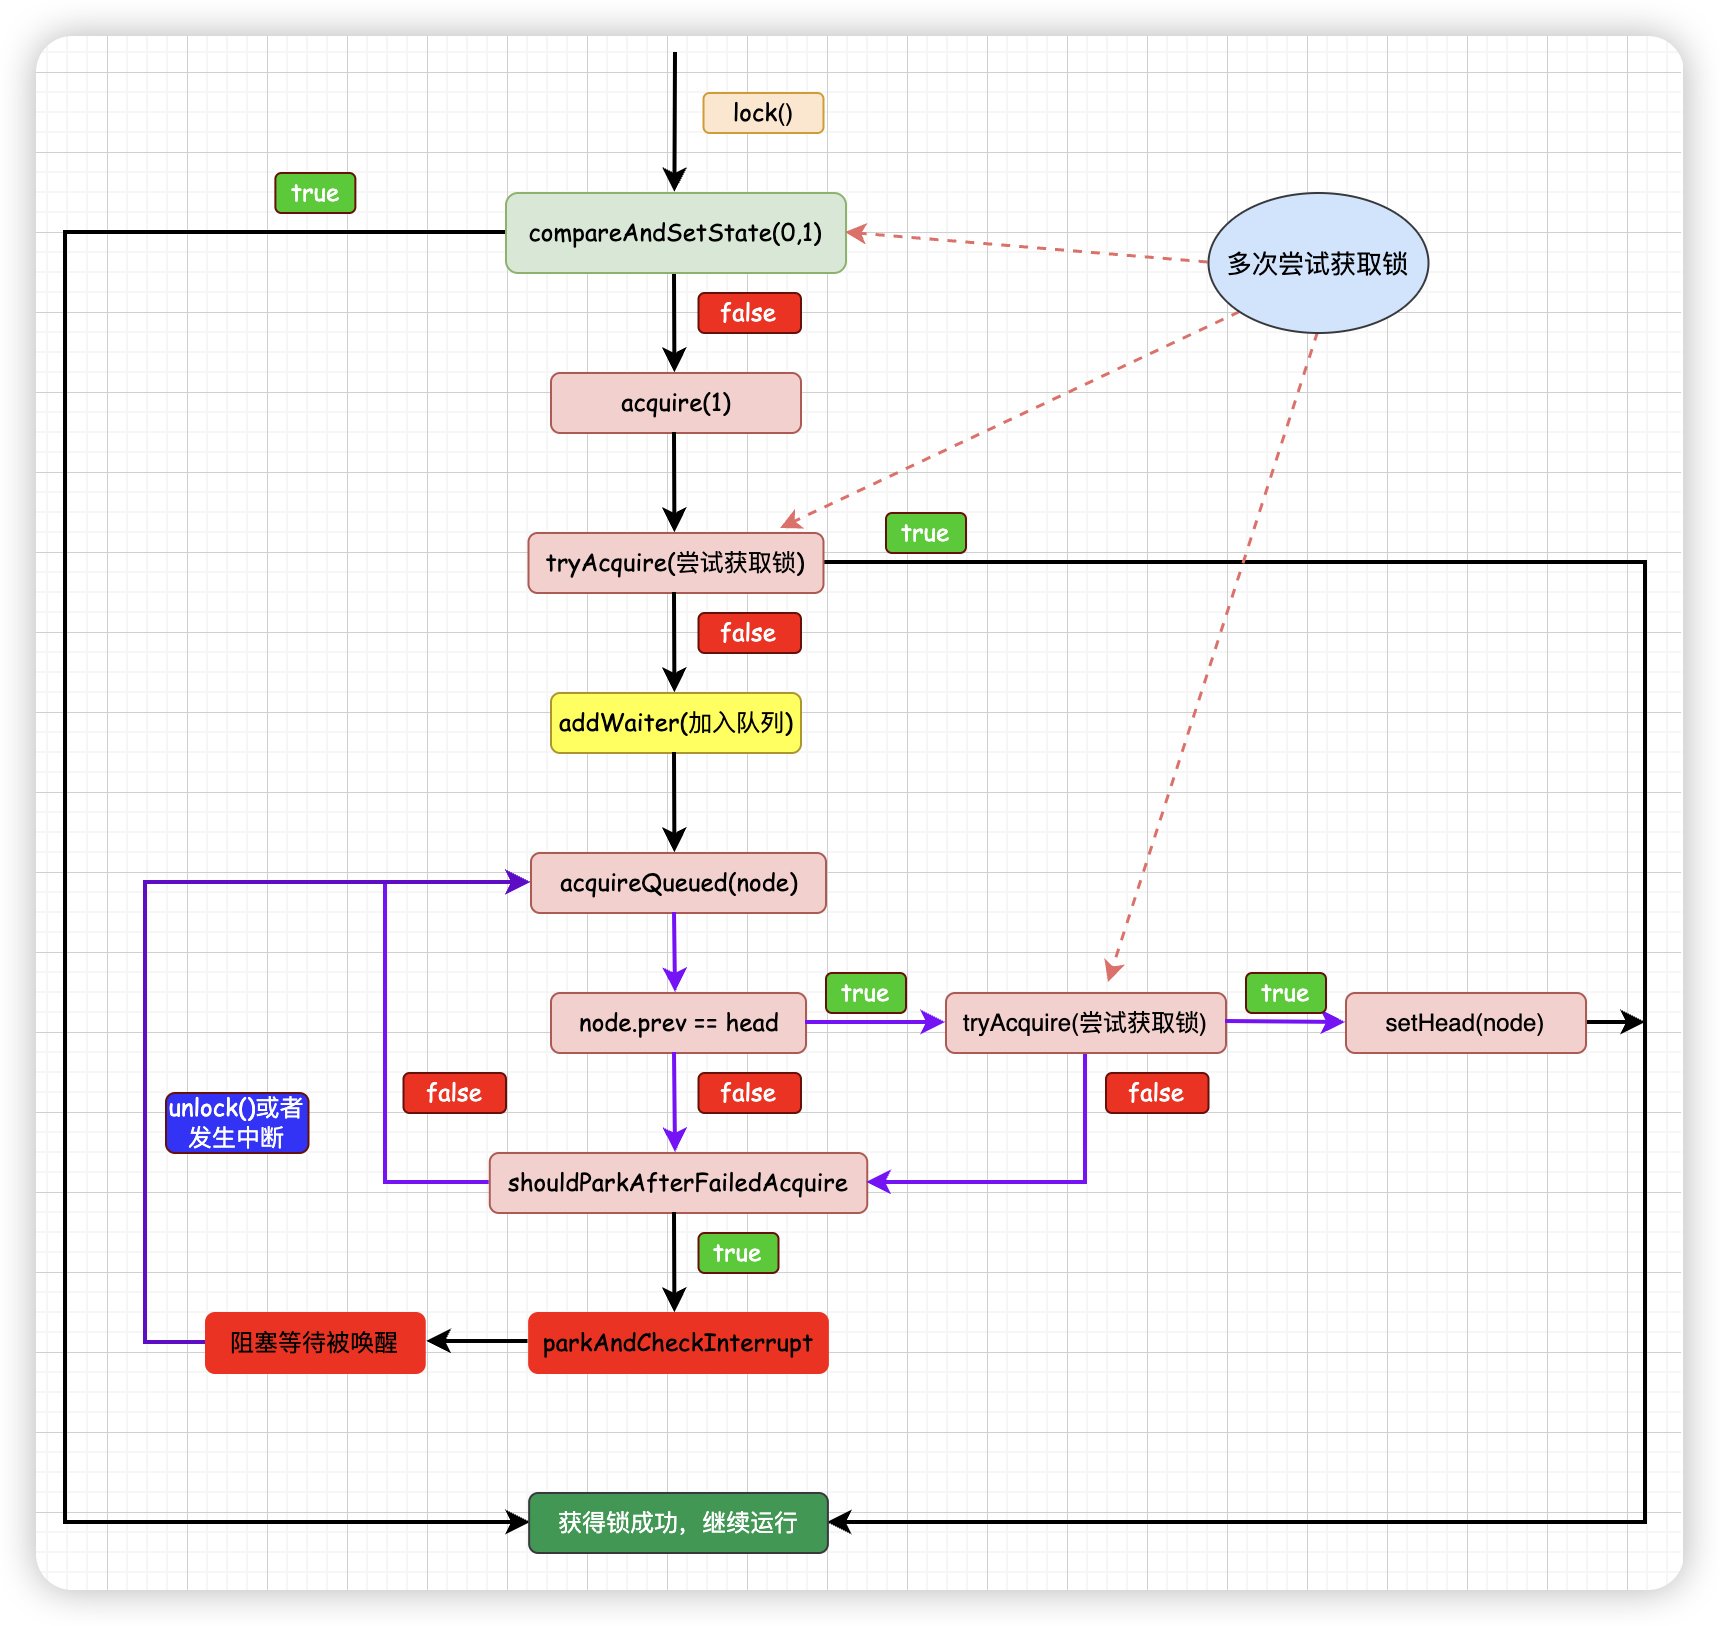 lock()
true
compareAndSetState(0,1)
多次尝试获取锁
false
acquire(1)
true
tryAcquire(尝试获取锁)
false
addWaiter(加入队列)
acquireQueued(node)
true
true
node.prev == head
tryAcquire(尝试获取锁)
setHead(node)
false
false
false
unlock()或者
发生中断
shouldParkAfterFailedAcquire
true
阻塞等待被唤醒
parkAndCheckInterrupt
获得锁成功，继续运行